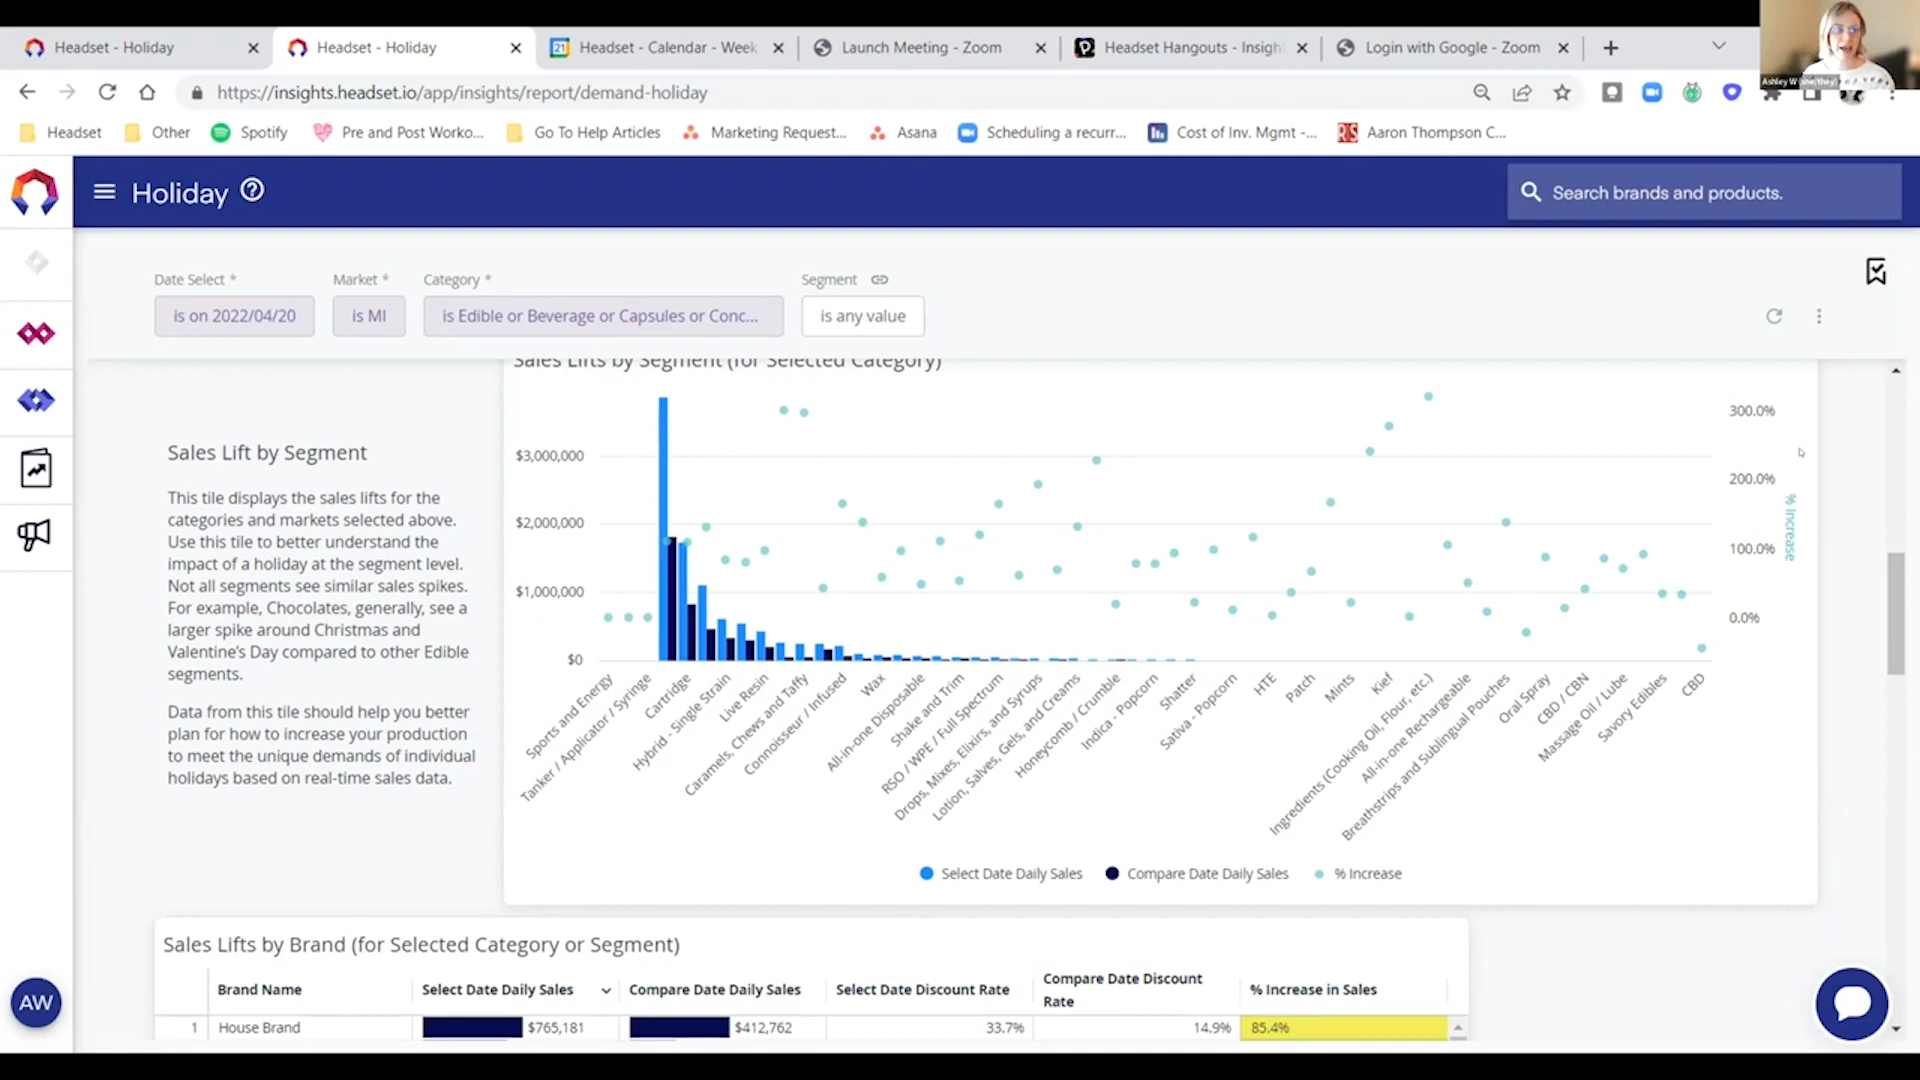 Headset - Holiday
Headset - Holiday
21
Headset - Calendar - Week
Launch Meeting - Zoom
Headset Hangouts - Insigh
Login with Google - Zoom
https://insights.headset.io/app/insights/report/demand-holiday
Headset
Other
Spotify
Pre and Post Worko...
Go To Help Articles
Marketing Request...
Asana
Scheduling a recurr...
Cost of Inv. Mgmt -...
Aaron Thompson C...
Holiday
Search brands and products.
Date Select *
Market *
Category *
Segment
is on 2022/04/20
is MI
is Edible or Beverage or Capsules or Conc...
is any value
Sales Lifts by Segment (for Selected Category)
Sales Lift by Segment
This tile displays the sales lifts for the
categories and markets selected above.
Use this tile to better understand the
impact of a holiday at the segment level.
Not all segments see similar sales spikes.
For example, Chocolates, generally, see a
larger spike around Christmas and
Valentine's Day compared to other Edible
segments.
Data from this tile should help you better
plan for how to increase your production
to meet the unique demands of individual
holidays based on real-time sales data.
$3,000,000
$2,000,000
$1,000,000
$0
300.0%
200.0%
100.0%
0.0%
% Increase
Sports and Energy
Tanker / Applicator / Syringe
Cartridge
Hybrid - Single Strain
Live Resin
Caramels, Chews and Taffy
Connoisseur / Infused
Wax
All-in-one Disposable
Shake and Trim
RSO / WPE / Full Spectrum
Drops, Mixes, Elixirs, and Syrups
Lotion, Salves, Gels, and Creams
Honeycomb / Crumble
Indica - Popcorn
Shatter
Sativa - Popcorn
HTE
Patch
Mints
Kief
Ingredients (Cooking Oil, Flour, etc.)
All-in-one Rechargeable
Breathstrips and Sublingual Pouches
Oral Spray
CBD / CBN
Massage Oil / Lube
Savory Edibles
CBD
Select Date Daily Sales
Compare Date Daily Sales
% Increase
Sales Lifts by Brand (for Selected Category or Segment)
Brand Name
Select Date Daily Sales
Compare Date Daily Sales
Select Date Discount Rate
Compare Date Discount
Rate
% Increase in Sales
1
House Brand
$765,181
$412,762
33.7%
14.9%
85.4%
AW